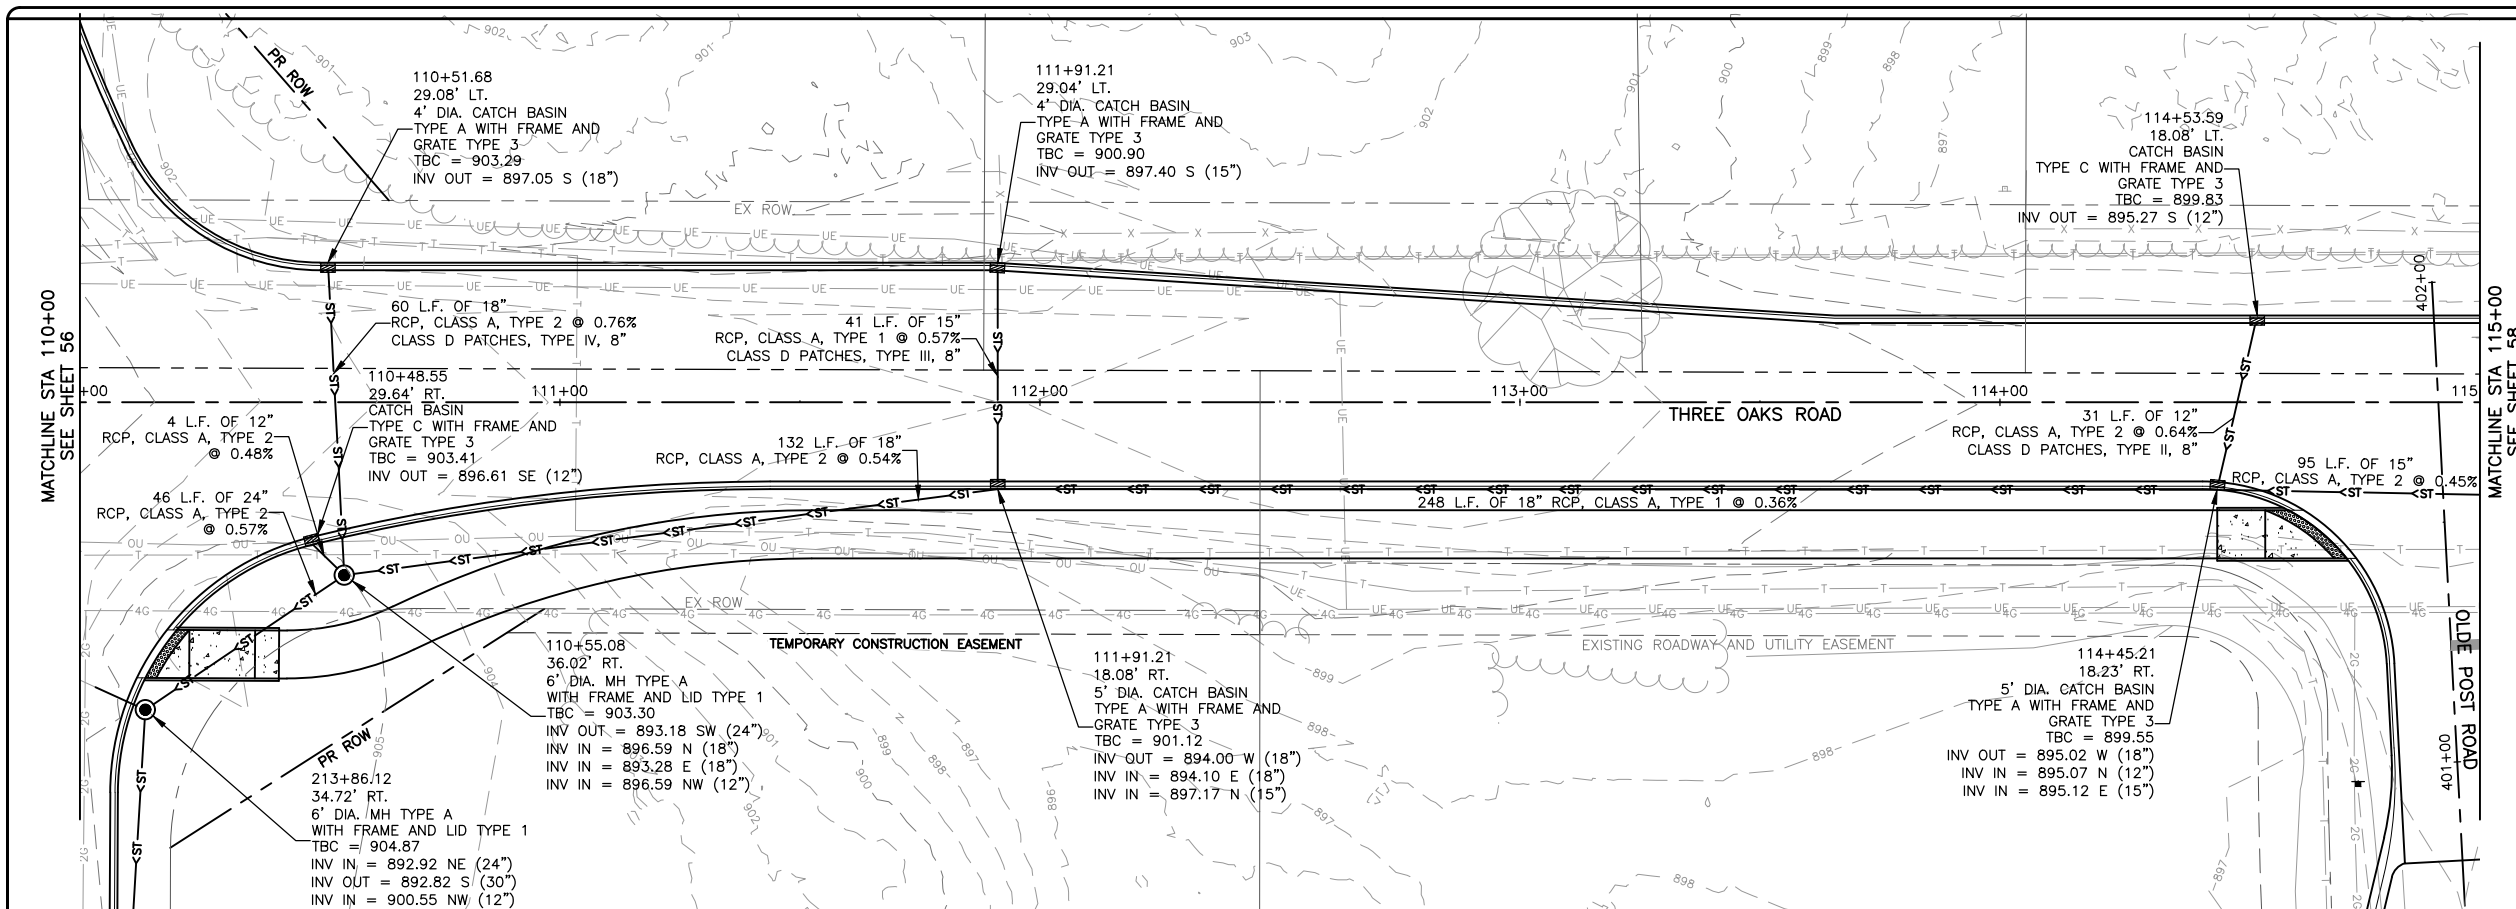 MATCHLINE STA 110+00
SEE SHEET 56
PR ROW
110+51.68
29.08' LT.
4' DIA. CATCH BASIN
TYPE A WITH FRAME AND
GRATE TYPE 3
TBC = 903.29
INV OUT = 897.05 S (18")
111+91.21
29.04' LT.
4' DIA. CATCH BASIN
TYPE A WITH FRAME AND
GRATE TYPE 3
TBC = 900.90
INV OUT = 897.40 S (15")
114+53.59
18.08' LT.
CATCH BASIN
TYPE C WITH FRAME AND
GRATE TYPE 3
TBC = 899.83
INV OUT = 895.27 S (12")
EX ROW
60 L.F. OF 18"
RCP, CLASS A, TYPE 2 @ 0.76%
CLASS D PATCHES, TYPE IV, 8"
41 L.F. OF 15"
RCP, CLASS A, TYPE 1 @ 0.57%
CLASS D PATCHES, TYPE III, 8"
+00
111+00
112+00
113+00
114+00
115
THREE OAKS ROAD
402+00
MATCHLINE STA 115+00
SEE SHEET 58
110+48.55
29.64' RT.
CATCH BASIN
TYPE C WITH FRAME AND
GRATE TYPE 3
TBC = 903.41
INV OUT = 896.61 SE (12")
4 L.F. OF 12"
RCP, CLASS A, TYPE 2
@ 0.48%
46 L.F. OF 24"
RCP, CLASS A, TYPE 2
@ 0.57%
132 L.F. OF 18"
RCP, CLASS A, TYPE 2 @ 0.54%
31 L.F. OF 12"
RCP, CLASS A, TYPE 2 @ 0.64%
CLASS D PATCHES, TYPE II, 8"
95 L.F. OF 15"
RCP, CLASS A, TYPE 2 @ 0.45%
248 L.F. OF 18" RCP, CLASS A, TYPE 1 @ 0.36%
EX ROW
TEMPORARY CONSTRUCTION EASEMENT
EXISTING ROADWAY AND UTILITY EASEMENT
OLDE POST ROAD
401+00
110+55.08
36.02' RT.
6' DIA. MH TYPE A
WITH FRAME AND LID TYPE 1
TBC = 903.30
INV OUT = 893.18 SW (24")
INV IN = 896.59 N (18")
INV IN = 893.28 E (18")
INV IN = 896.59 NW (12")
111+91.21
18.08' RT.
5' DIA. CATCH BASIN
TYPE A WITH FRAME AND
GRATE TYPE 3
TBC = 901.12
INV OUT = 894.00 W (18")
INV IN = 894.10 E (18")
INV IN = 897.17 N (15")
114+45.21
18.23' RT.
5' DIA. CATCH BASIN
TYPE A WITH FRAME AND
GRATE TYPE 3
TBC = 899.55
INV OUT = 895.02 W (18")
INV IN = 895.07 N (12")
INV IN = 895.12 E (15")
PR ROW
213+86.12
34.72' RT.
6' DIA. MH TYPE A
WITH FRAME AND LID TYPE 1
TBC = 904.87
INV IN = 892.92 NE (24")
INV OUT = 892.82 S (30")
INV IN = 900.55 NW (12")